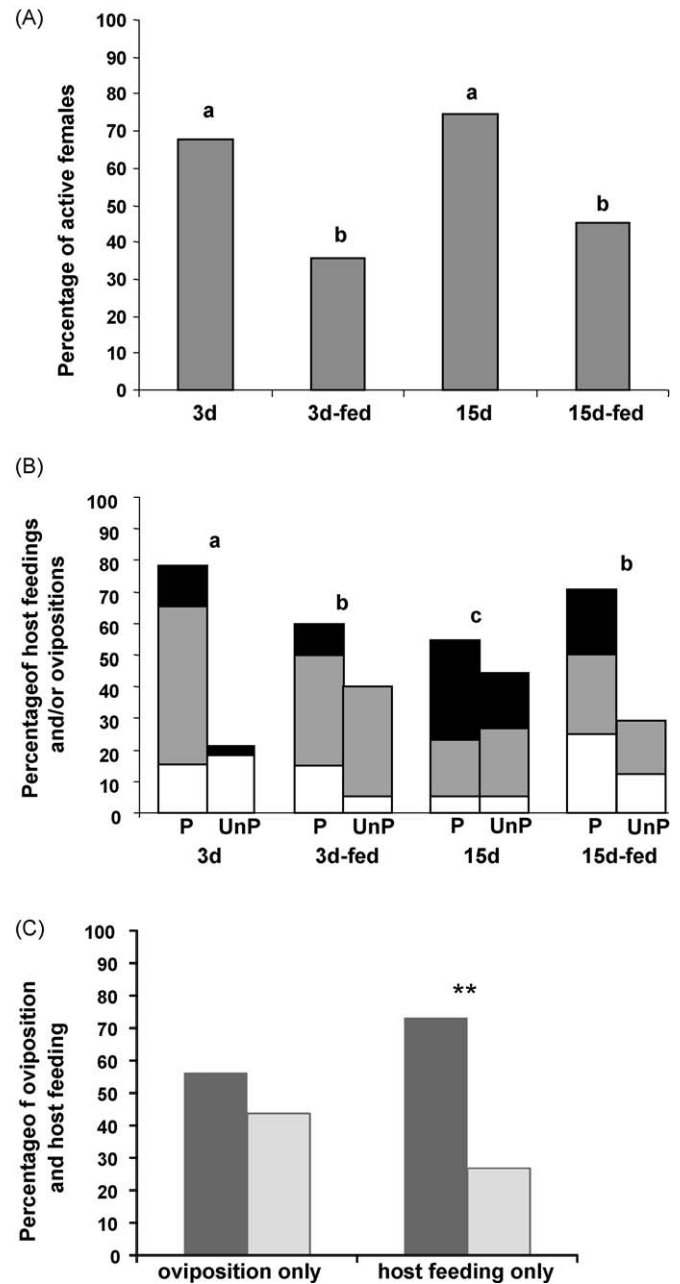 (A)
Percentage of active females
100
90
80
70
60
50
40
30
20
10
0
a
b
a
b
3d
3d-fed
15d
15d-fed
(B)
Percentageof host feedings
and/or ovipositions
100
90
80
70
60
50
40
30
20
10
0
a
b
c
b
P UnP P UnP P UnP P UnP
3d 3d-fed 15d 15d-fed
(C)
Percentageo f oviposition
and host feeding
100
90
80
70
60
50
40
30
20
10
0
**
oviposition only
host feeding only